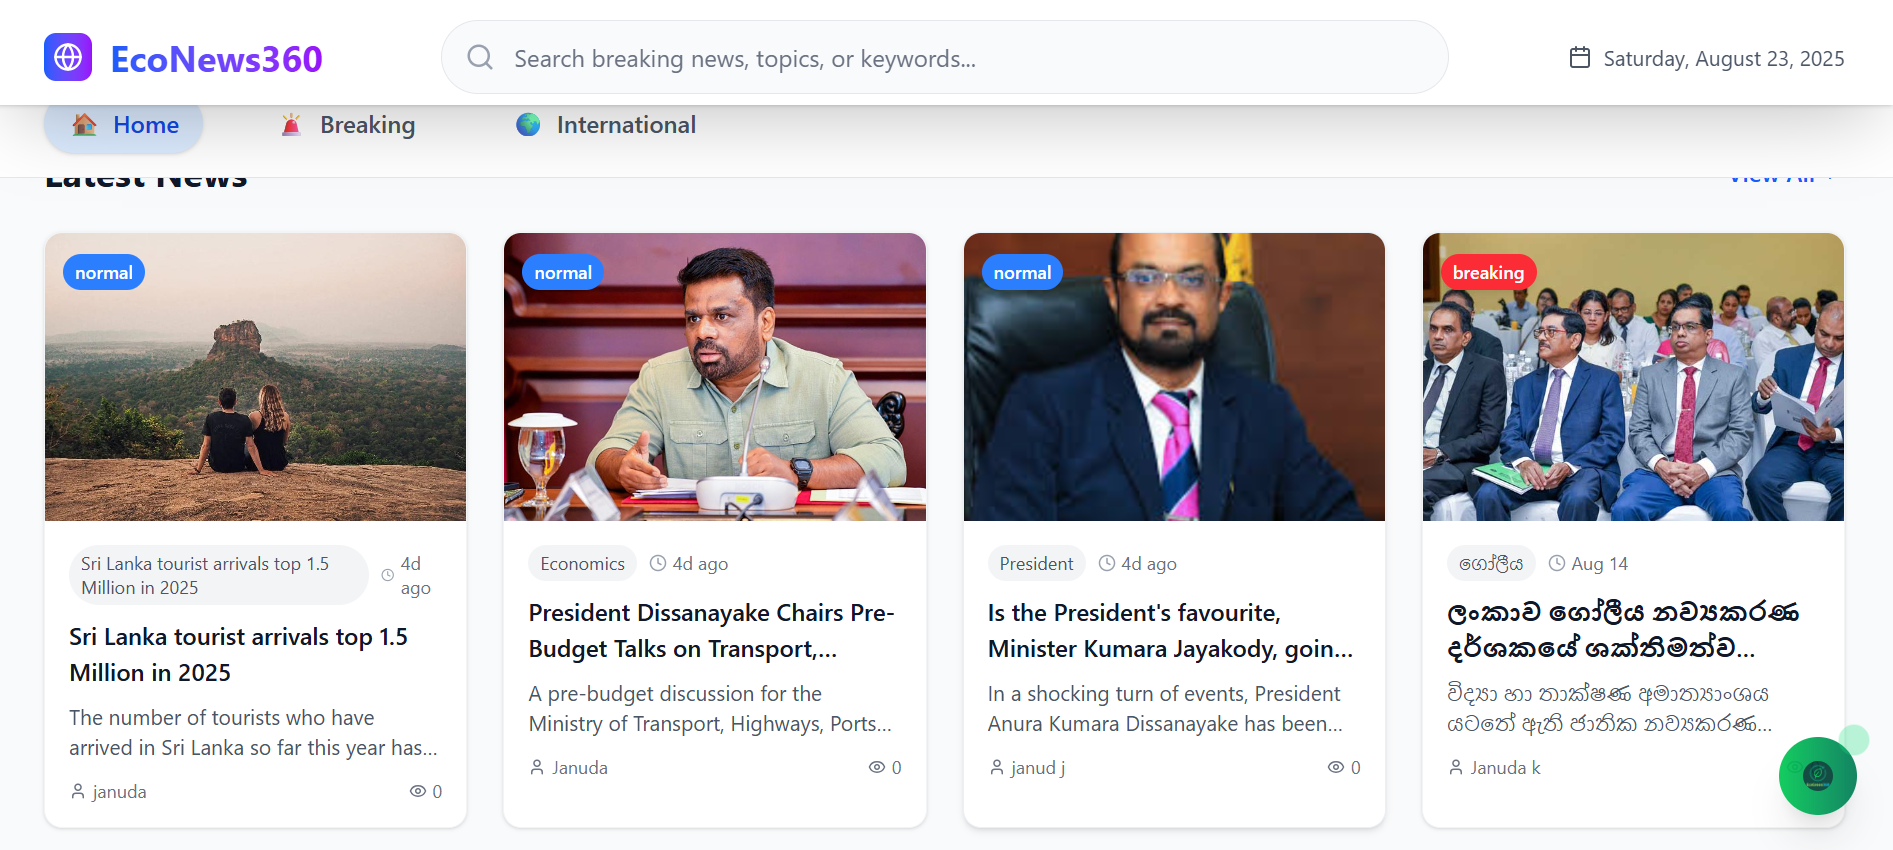 EcoNews360
Search breaking news, topics, or keywords...
Saturday, August 23, 2025
Home
Breaking
International
Latest News
View All
normal
Sri Lanka tourist arrivals top 1.5
Million in 2025
4d
ago
Sri Lanka tourist arrivals top 1.5
Million in 2025
The number of tourists who have
arrived in Sri Lanka so far this year has...
januda
0
normal
Economics
4d ago
President Dissanayake Chairs Pre-
Budget Talks on Transport,...
A pre-budget discussion for the
Ministry of Transport, Highways, Ports...
Januda
0
normal
President
4d ago
Is the President's favourite,
Minister Kumara Jayakody, goin...
In a shocking turn of events, President
Anura Kumara Dissanayake has been...
janud j
0
breaking
ගෝලීය
Aug 14
ලංකාව ගෝලීය නව්‍යකරණ
දර්ශකයේ ශක්තිමත්ව...
විද්‍යා හා තාක්ෂණ අමාත්‍යාංශය
යටතේ ඇති ජාතික නව්‍යකරණ...
Januda k